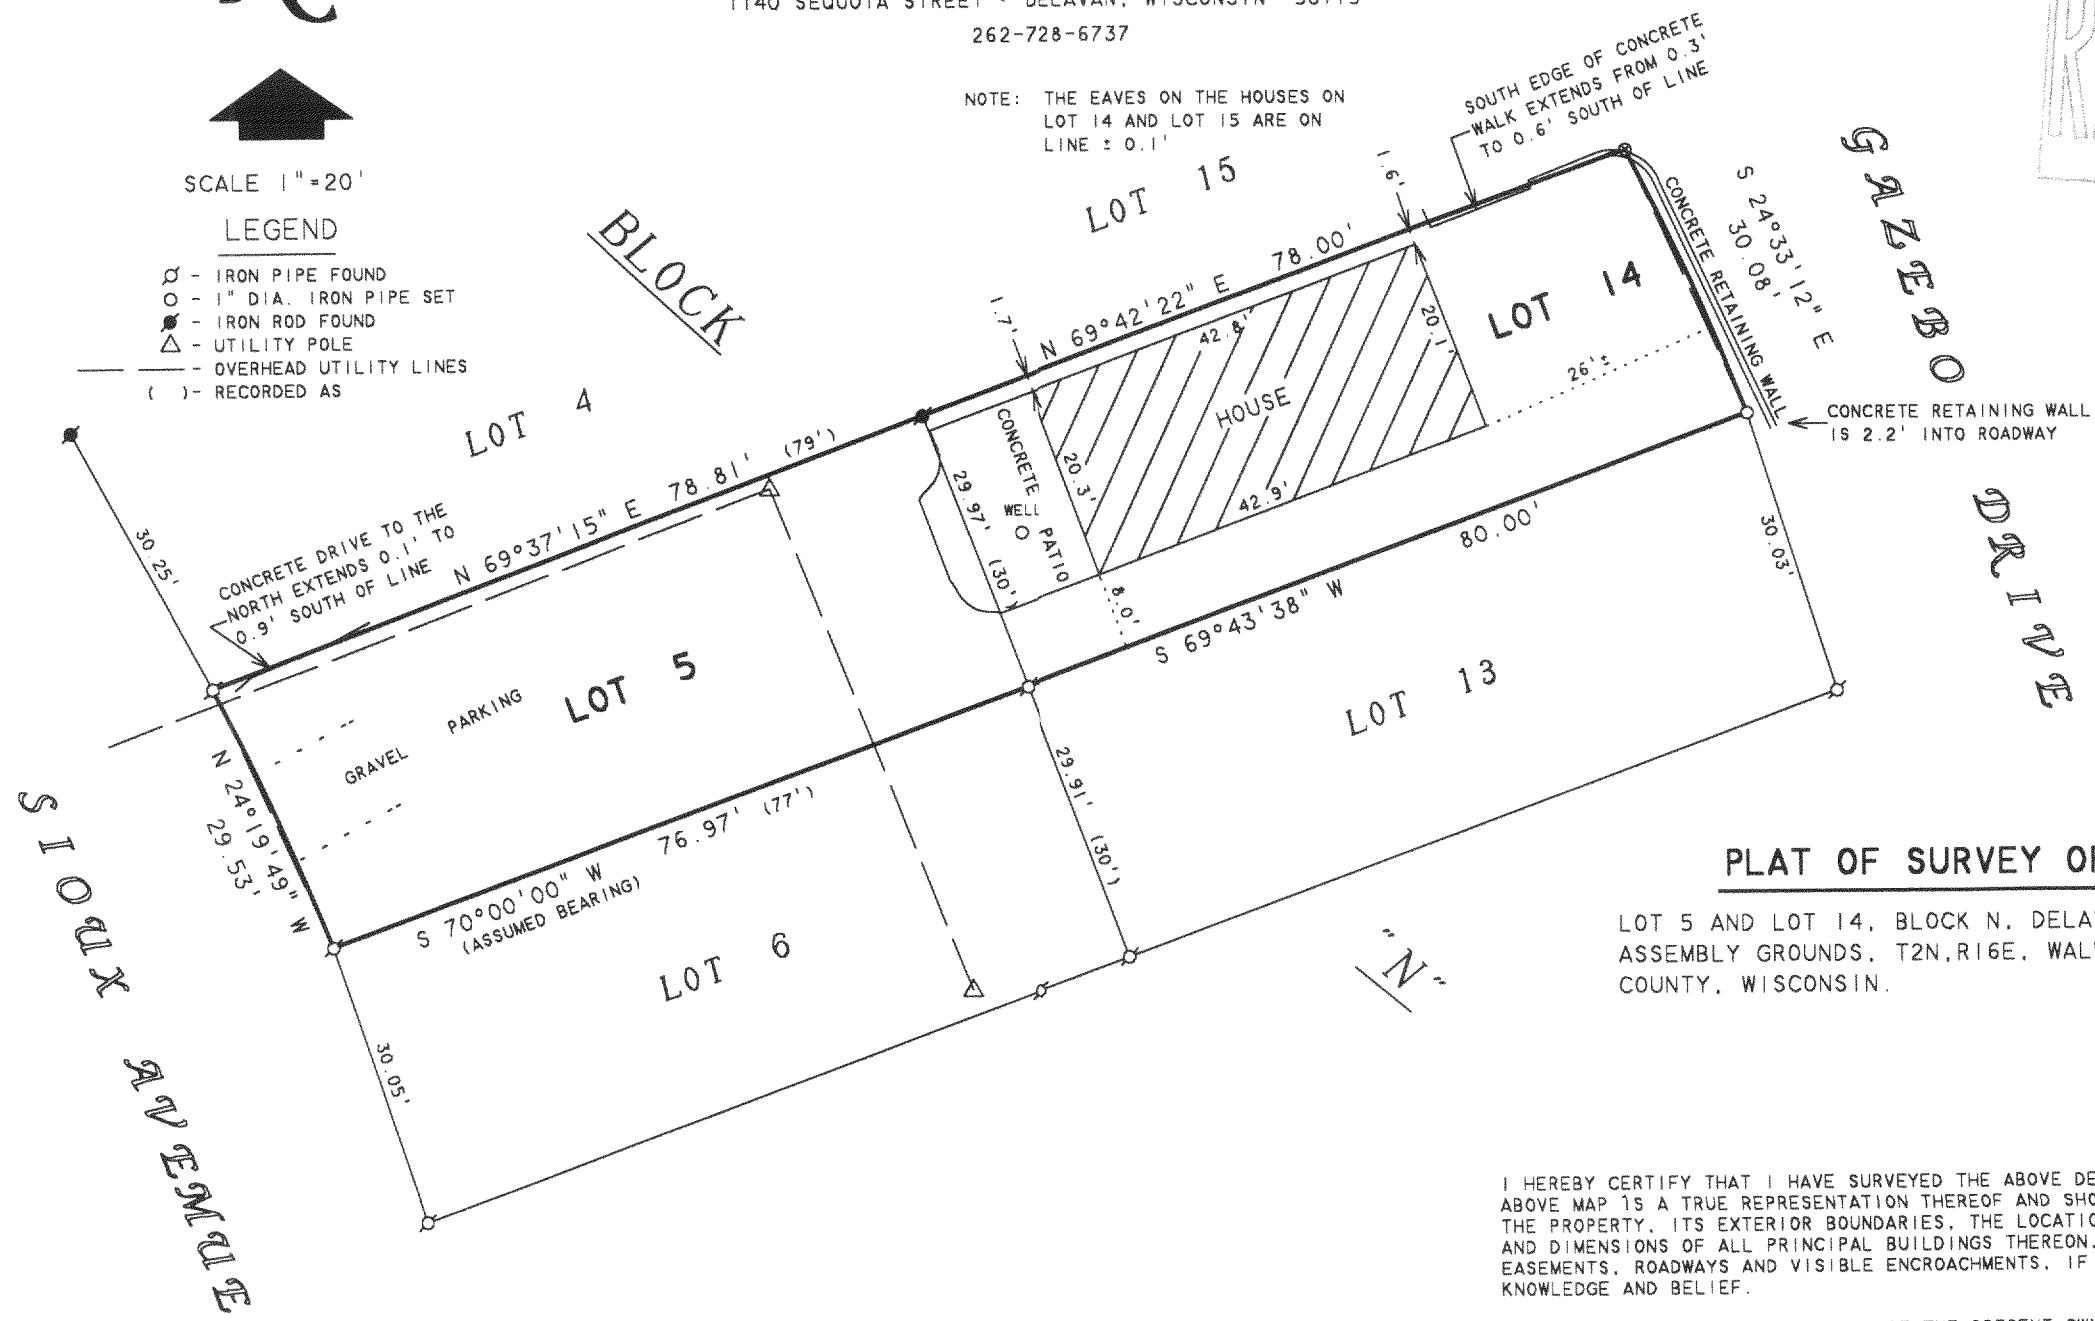 262-728-6737
NOTE: THE EAVES ON THE HOUSES ON
LOT 14 AND LOT 15 ARE ON
LINE ± 0.1'
SOUTH EDGE OF CONCRETE
WALK EXTENDS FROM 0.3'
TO 0.6' SOUTH OF LINE
SCALE 1"=20'
LEGEND
- IRON PIPE FOUND
- 1" DIA. IRON PIPE SET
- IRON ROD FOUND
- UTILITY POLE
- OVERHEAD UTILITY LINES
( )- RECORDED AS
BLOCK
LOT 15
LOT 4
1.6'
1.7'
N 69°42'22" E 78.00'
42.8'
20.1'
HOUSE
20.3'
42.9'
LOT 14
26'±
CONCRETE RETAINING WALL
S 24°33'12" E
30.08'
GAZEBO DRIVE
CONCRETE RETAINING WALL
IS 2.2' INTO ROADWAY
30.25'
CONCRETE DRIVE TO THE
NORTH EXTENDS 0.1' TO
0.9' SOUTH OF LINE
N 69°37'15" E 78.81' (79')
CONCRETE PATIO
WELL
29.97' (30')
8.0'
S 69°43'38" W 80.00'
30.03'
LOT 5
GRAVEL PARKING
LOT 13
N 24°19'49" W
29.53'
S 70°00'00" W 76.97' (77')
(ASSUMED BEARING)
29.91' (30')
LOT 6
30.05'
"N"
SIOUX AVEMUE
PLAT OF SURVEY
LOT 5 AND LOT 14, BLOCK N, DELA
ASSEMBLY GROUNDS, T2N,R16E, WAL
COUNTY, WISCONSIN.
I HEREBY CERTIFY THAT I HAVE SURVEYED THE ABOVE DE
ABOVE MAP IS A TRUE REPRESENTATION THEREOF AND SHO
THE PROPERTY, ITS EXTERIOR BOUNDARIES, THE LOCATIO
AND DIMENSIONS OF ALL PRINCIPAL BUILDINGS THEREON,
EASEMENTS, ROADWAYS AND VISIBLE ENCROACHMENTS, IF
KNOWLEDGE AND BELIEF.